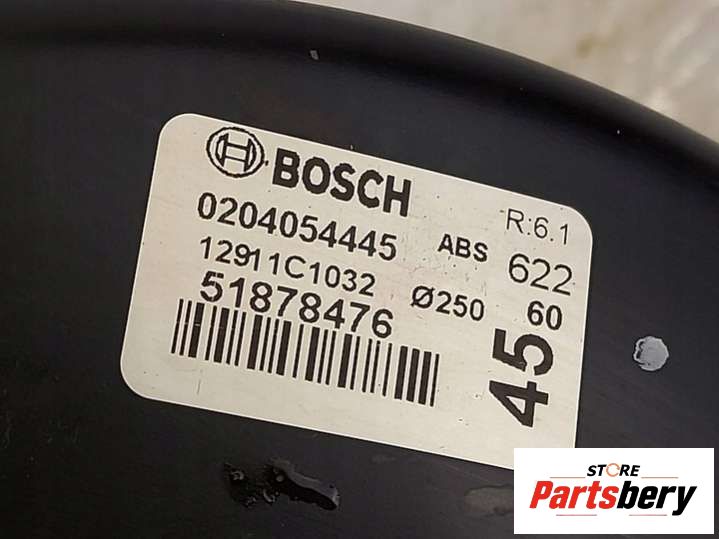 BOSCH
R:6.1
0204054445 ABS 622
12911C1032 Ø250 60
51878476
45
STORE
Partsbery